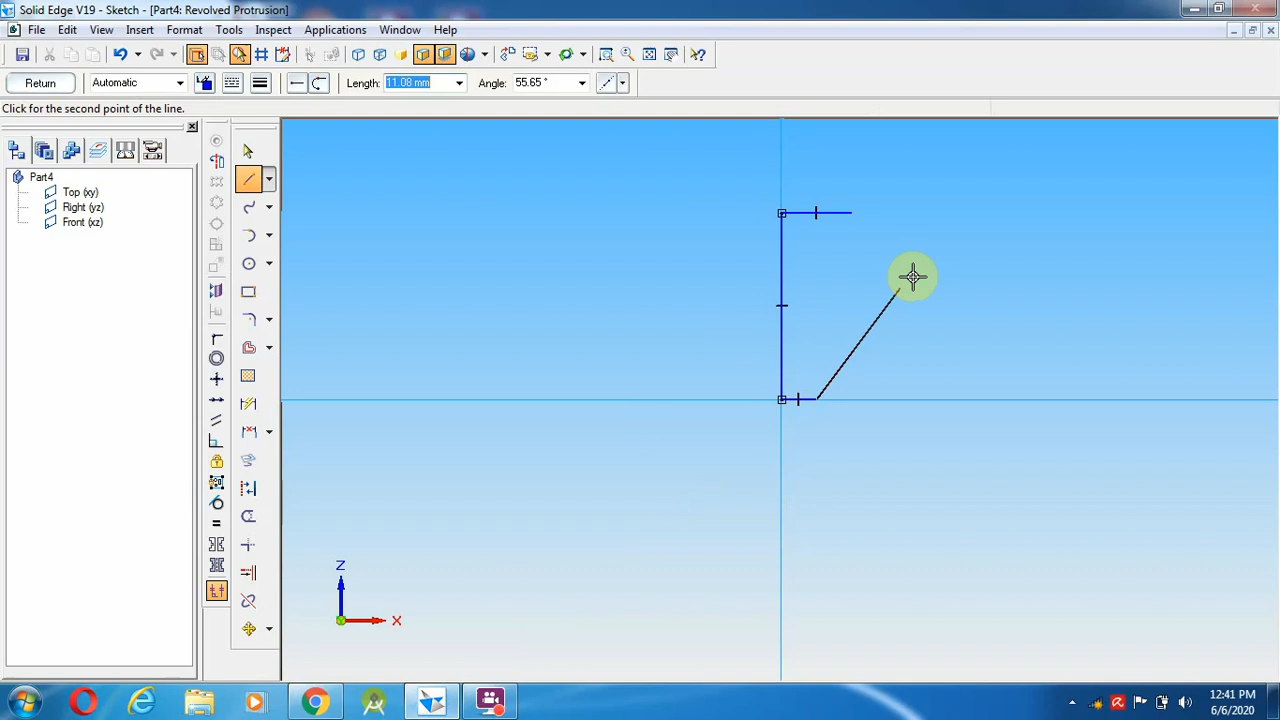 Solid Edge V19 - Sketch - [Part4: Revolved Protrusion]
File Edit View Insert Format Tools Inspect Applications Window Help
Return Automatic Length: 11.08 mm Angle: 55.65 °
Click for the second point of the line.
Part4
Top (xy)
Right (yz)
Front (xz)
Z
X
12:41 PM
6/6/2020